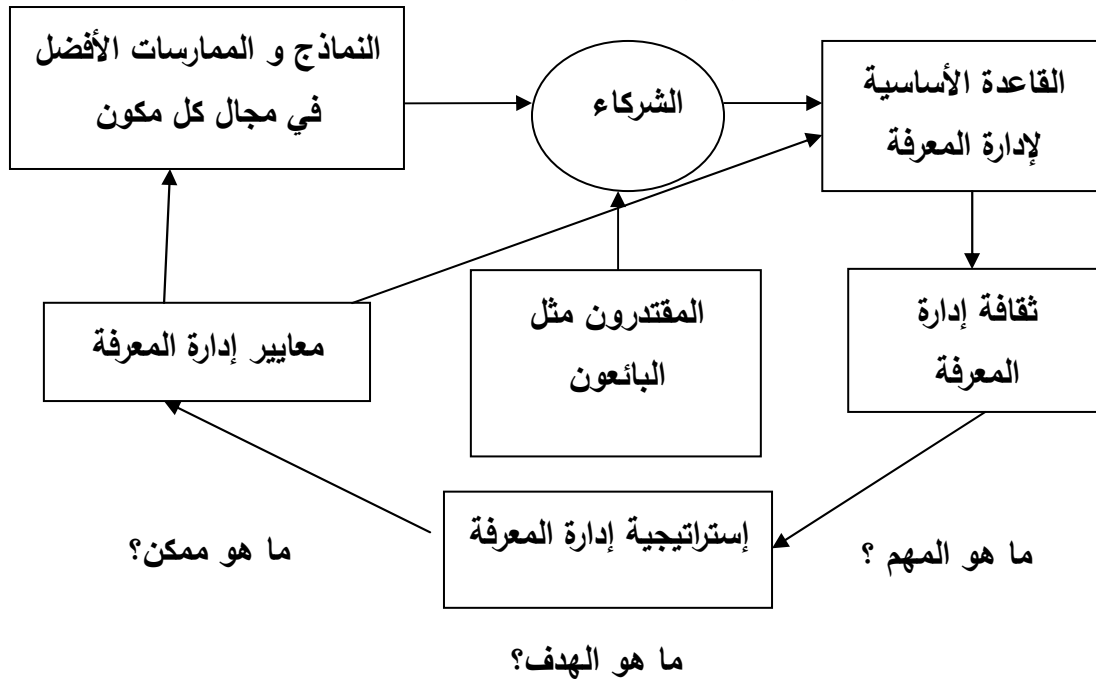 النماذج و الممارسات الأفضل
في مجال كل مكون
الشركاء
القاعدة الأساسية
لإدارة المعرفة
معايير إدارة المعرفة
المقتدرون مثل
البائعون
ثقافة إدارة
المعرفة
إستراتيجية إدارة المعرفة
ما هو المهم ؟
ما هو ممكن؟
ما هو الهدف؟